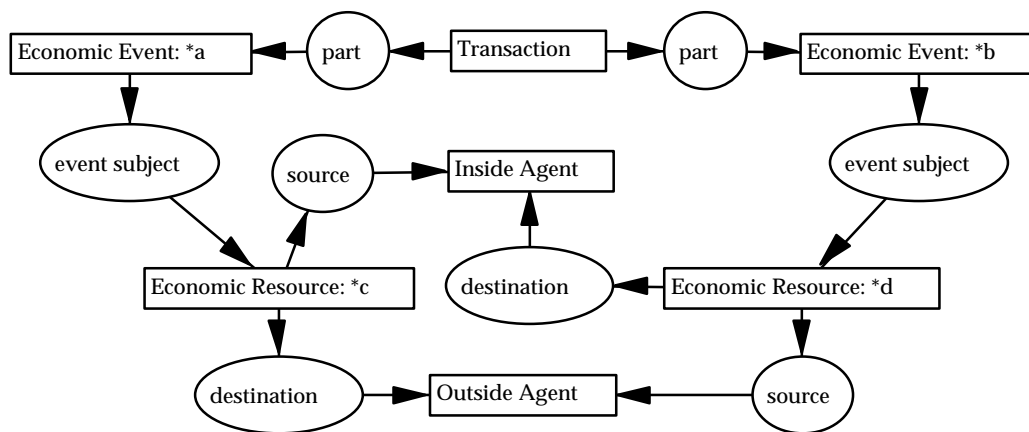 Economic Event: *a
part
Transaction
part
Economic Event: *b
event subject
source
Inside Agent
event subject
Economic Resource: *c
destination
Economic Resource: *d
destination
Outside Agent
source